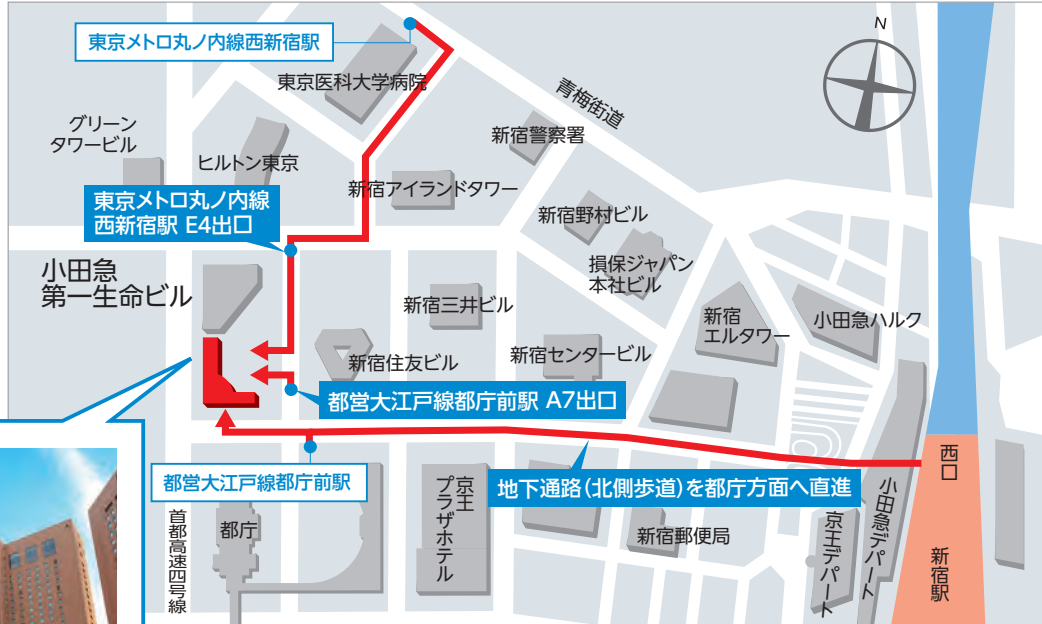 東京メトロ丸ノ内線西新宿駅
N
東京医科大学病院
青梅街道
グリーン
タワービル
新宿警察署
ヒルトン東京
新宿アイランドタワー
東京メトロ丸ノ内線
西新宿駅 E4出口
新宿野村ビル
小田急
第一生命ビル
損保ジャパン
本社ビル
新宿三井ビル
新宿
エルタワー
小田急ハルク
新宿住友ビル
新宿センタービル
都営大江戸線都庁前駅 A7出口
西口
都営大江戸線都庁前駅
地下通路(北側歩道)を都庁方面へ直進
首都高速四号線
都庁
京王
プラザホテル
新宿郵便局
京王デパート
小田急デパート
新宿駅